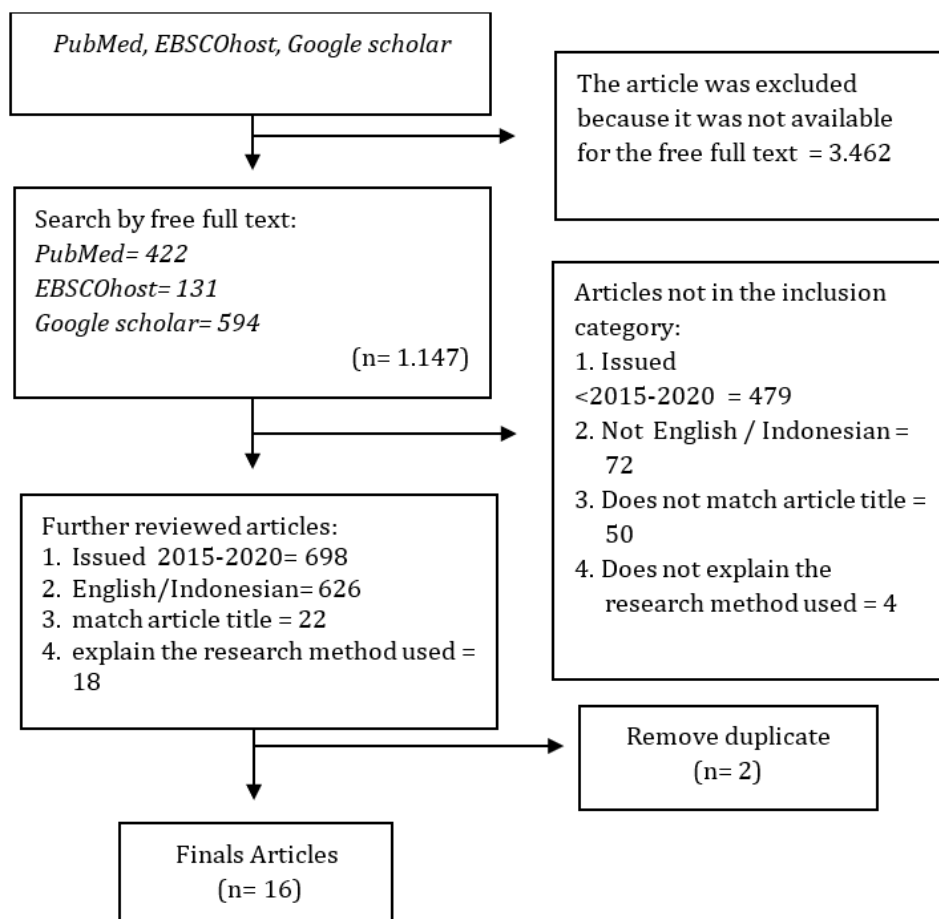 PubMed, EBSCOhost, Google scholar
The article was excluded
because it was not available
for the free full text = 3.462
Search by free full text:
PubMed= 422
EBSCOhost= 131
Google scholar= 594
(n= 1.147)
Articles not in the inclusion
category:
1. Issued
<2015-2020 = 479
2. Not English / Indonesian =
72
3. Does not match article title =
50
4. Does not explain the
research method used = 4
Further reviewed articles:
1. Issued 2015-2020= 698
2. English/Indonesian= 626
3. match article title = 22
4. explain the research method used =
18
Remove duplicate
(n= 2)
Finals Articles
(n= 16)